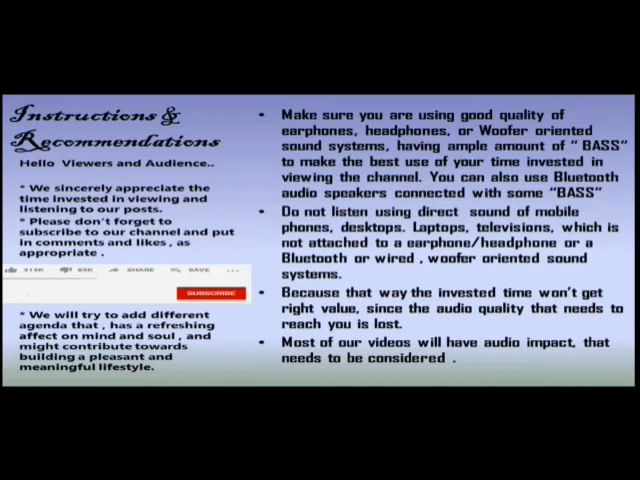 Instructions &
Recommendations
Hello Viewers and Audience..
* We sincerely appreciate the
time invested in viewing and
listening to our posts.
* Please don't forget to
subscribe to our channel and put
in comments and likes , as
appropriate .
414K 85K SHARE SAVE ...
SUBSCRIBE
* We will try to add different
agenda that , has a refreshing
affect on mind and soul , and
might contribute towards
building a pleasant and
meaningful lifestyle.
• Make sure you are using good quality of
earphones, headphones, or Woofer oriented
sound systems, having ample amount of " BASS"
to make the best use of your time invested in
viewing the channel. You can also use Bluetooth
audio speakers connected with some "BASS"
• Do not listen using direct sound of mobile
phones, desktops. Laptops, televisions, which is
not attached to a earphone/headphone or a
Bluetooth or wired , woofer oriented sound
systems.
• Because that way the invested time won't get
right value, since the audio quality that needs to
reach you is lost.
• Most of our videos will have audio impact, that
needs to be considered .